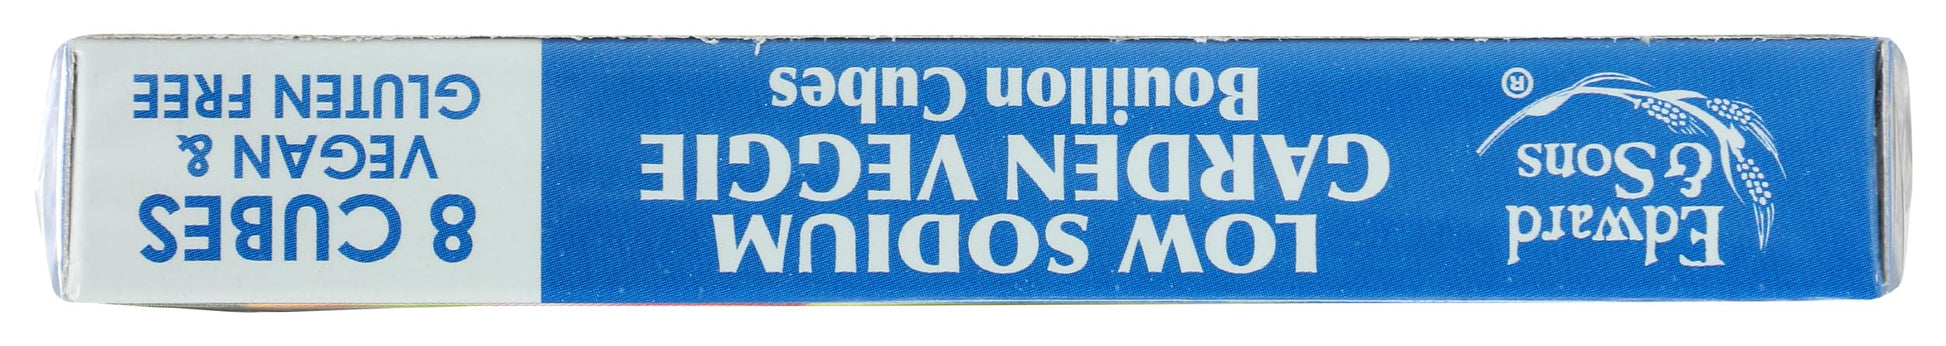 Edward
& Sons
®
LOW SODIUM
GARDEN VEGGIE
Bouillon Cubes
8 CUBES
VEGAN &
GLUTEN FREE